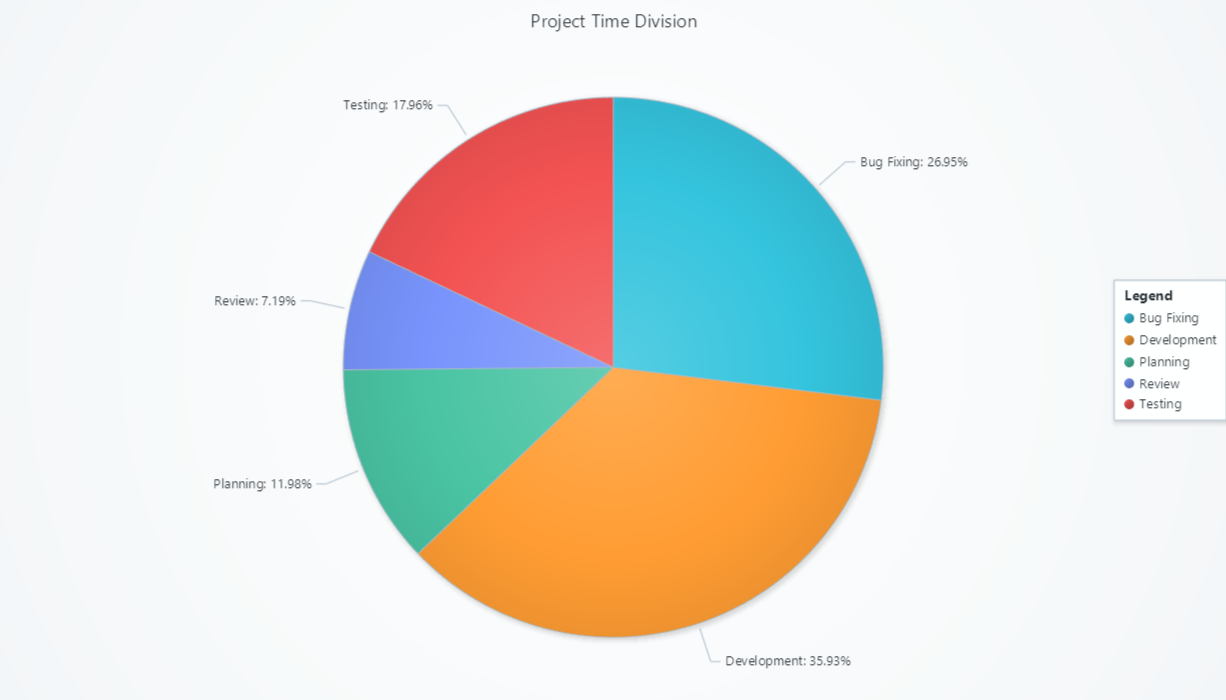 Project Time Division
Testing: 17.96%
Bug Fixing: 26.95%
Review: 7.19%
Planning: 11.98%
Development: 35.93%
Legend
Bug Fixing
Development
Planning
Review
Testing